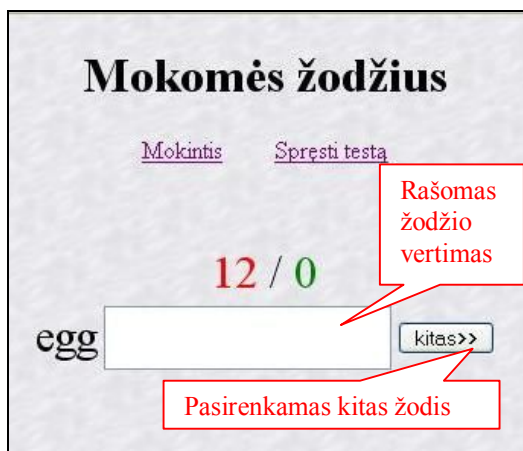 Mokomės žodžius
Mokintis Spręsti testą
Rašomas
žodžio
vertimas
12 / 0
egg kitas>>
Pasirenkamas kitas žodis